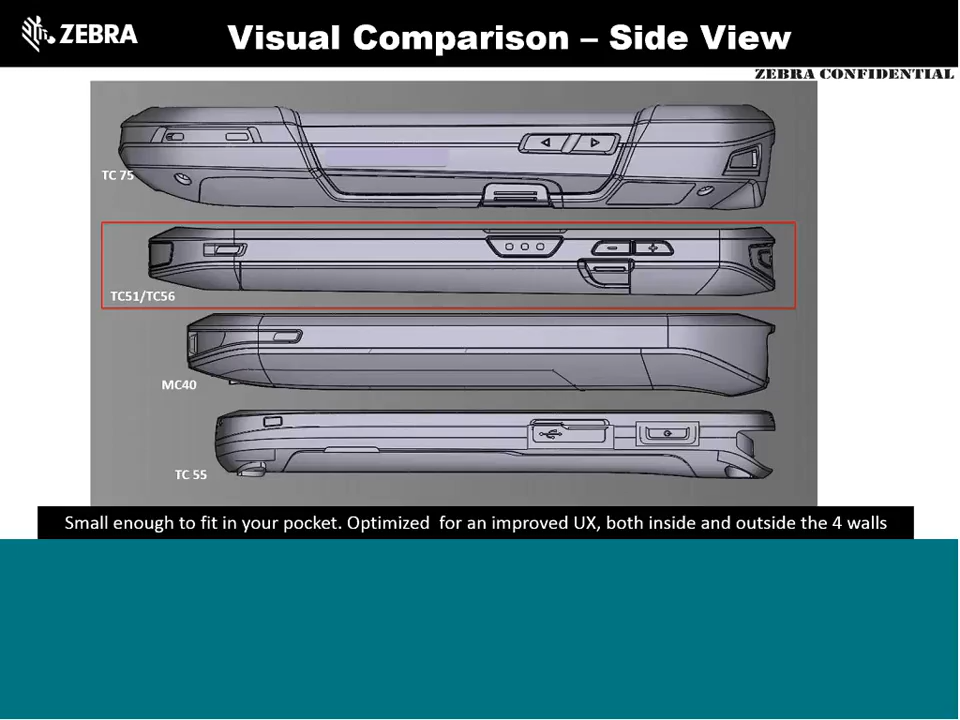 ZEBRA
Visual Comparison – Side View
ZEBRA CONFIDENTIAL
TC 75
TC51/TC56
MC40
TC 55
Small enough to fit in your pocket. Optimized for an improved UX, both inside and outside the 4 walls